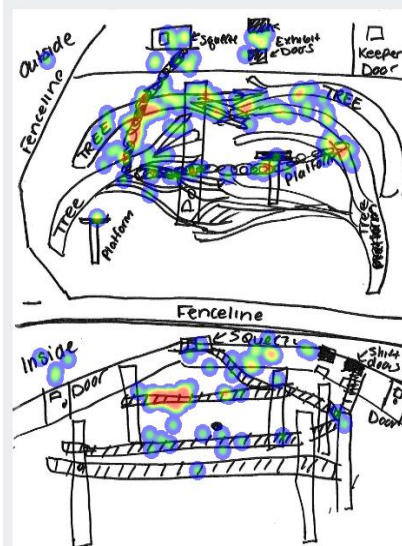 Outside
Fenceline
Squeeze
Exhibit
Doors
Keeper
Door
TREE
TREE
TREE
Platform
Platform
Tree
Fenceline
Inside
Squeeze
Shift
doors
Door
Door